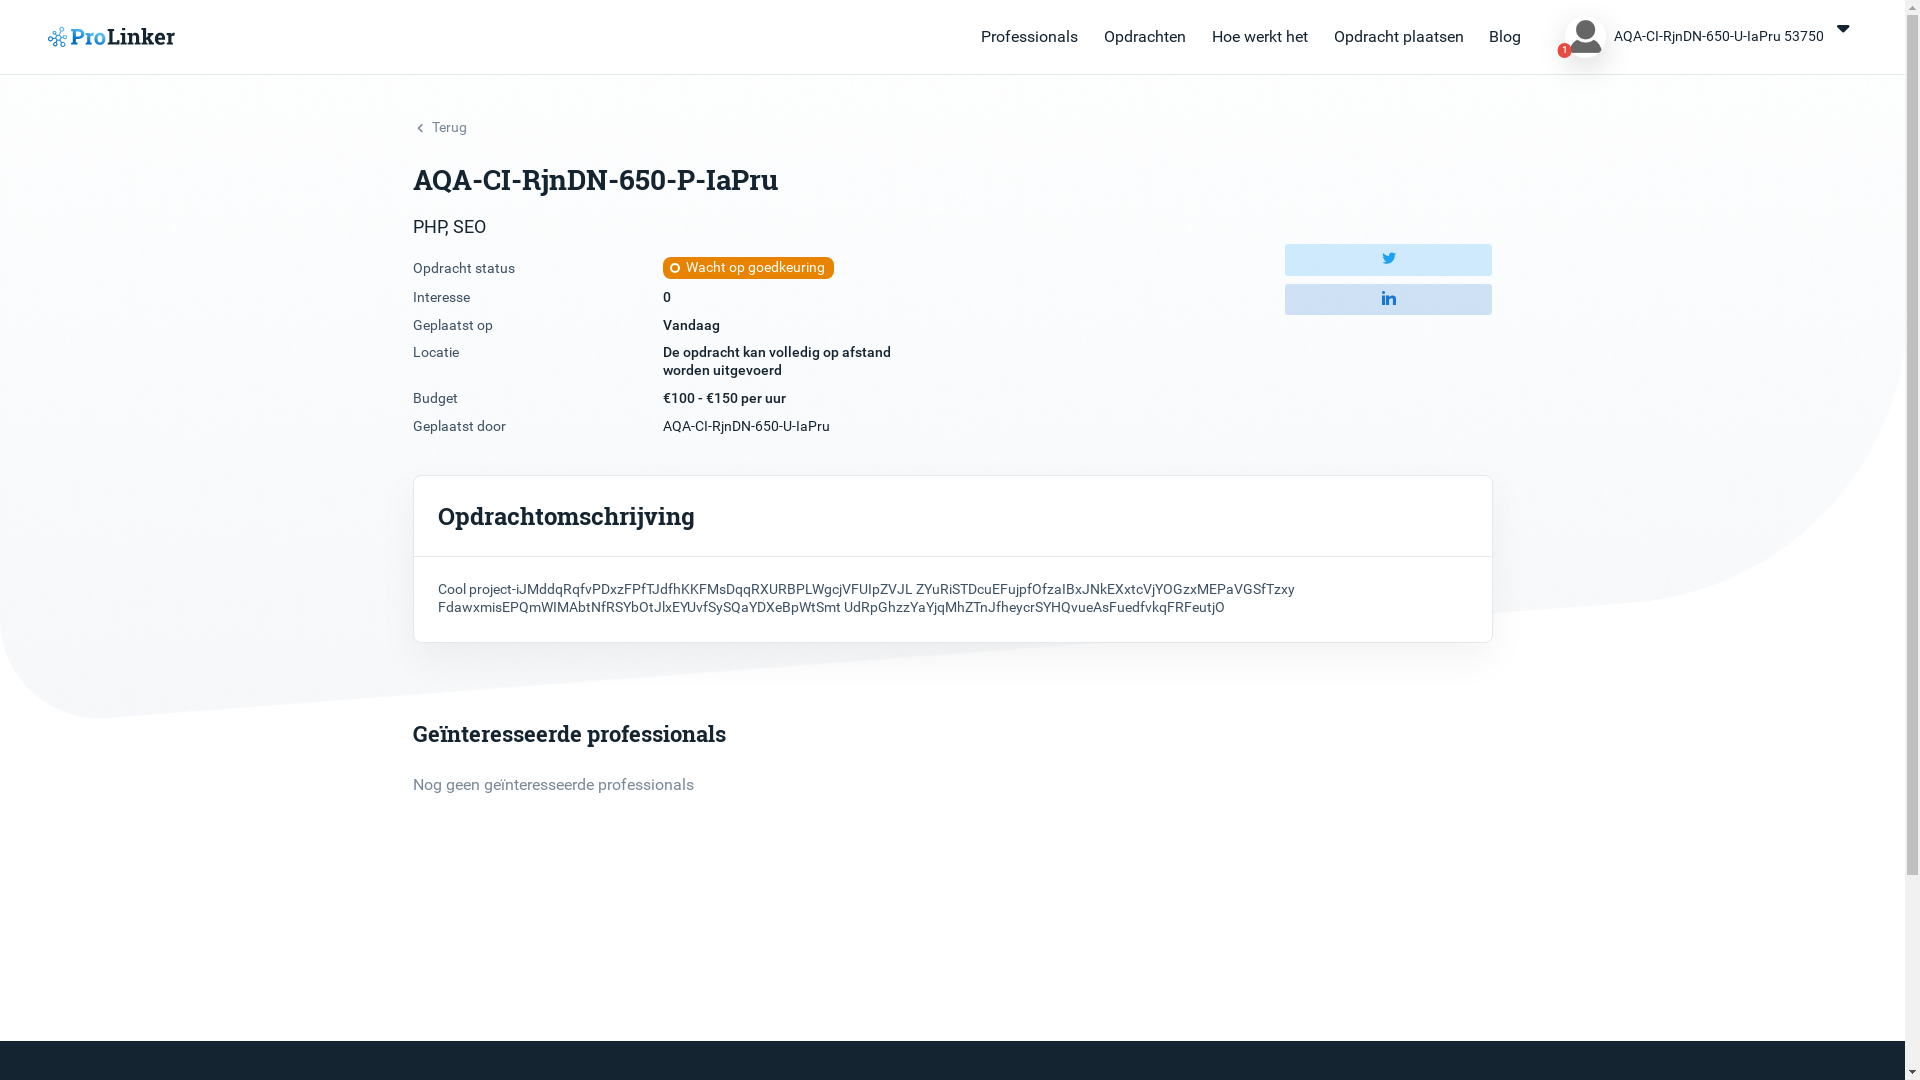 ProLinker
Professionals
Opdrachten
Hoe werkt het
Opdracht plaatsen
Blog
1
AQA-CI-RjnDN-650-U-IaPru 53750
Terug
AQA-CI-RjnDN-650-P-IaPru
PHP, SEO
Opdracht status
Wacht op goedkeuring
Interesse
0
Geplaatst op
Vandaag
Locatie
De opdracht kan volledig op afstand
worden uitgevoerd
Budget
€100 - €150 per uur
Geplaatst door
AQA-CI-RjnDN-650-U-IaPru
in
Opdrachtomschrijving
Cool project-iJMddqRqfvPDxzFPfTJdfhKKFMsDqqRXURBPLWgcjVFUIpZVJL ZYuRiSTDcuEFujpfOfzaIBxJNkEXxtcVjYOGzxMEPaVGSfTzxy
FdawxmisEPQmWIMAbtNfRSYbOtJlxEYUvfSySQaYDXeBpWtSmt UdRpGhzzYaYjqMhZTnJfheycrSYHQvueAsFuedfvkqFRFeutjO
Geïnteresseerde professionals
Nog geen geïnteresseerde professionals